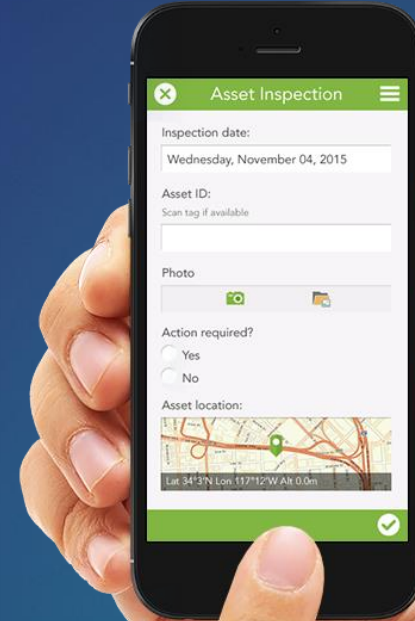 Asset Inspection
Inspection date:
Wednesday, November 04, 2015
Asset ID:
Scan tag if available
Photo
Action required?
Yes
No
Asset location:
Lat 34°3'N Lon 117°12'W Alt 0.0m